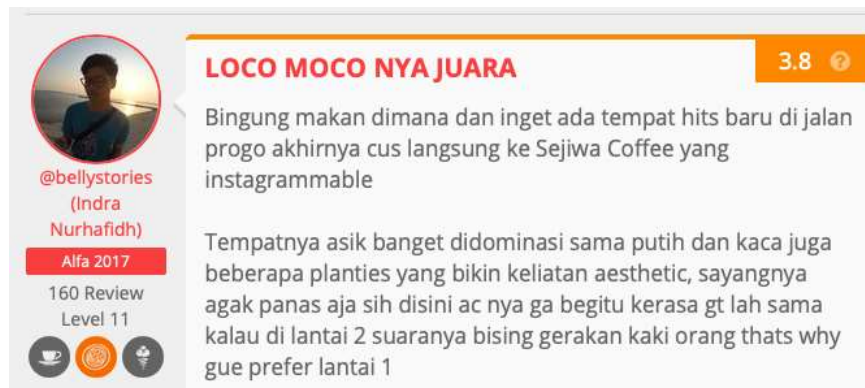 LOCO MOCO NYA JUARA
3.8 ?
Bingung makan dimana dan inget ada tempat hits baru di jalan
progo akhirnya cus langsung ke Sejiwa Coffee yang
instagrammable
Tempatnya asik banget didominasi sama putih dan kaca juga
beberapa planties yang bikin keliatan aesthetic, sayangnya
agak panas aja sih disini ac nya ga begitu kerasa gt lah sama
kalau di lantai 2 suaranya bising gerakan kaki orang thats why
gue prefer lantai 1
@bellystories
(Indra
Nurhafidh)
Alfa 2017
160 Review
Level 11